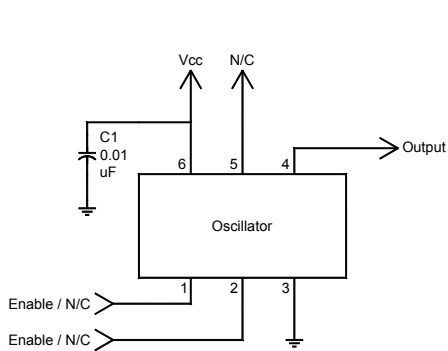 Vcc
N/C
C1
0.01
uF
6
5
4
Output
Oscillator
1
2
3
Enable / N/C
Enable / N/C